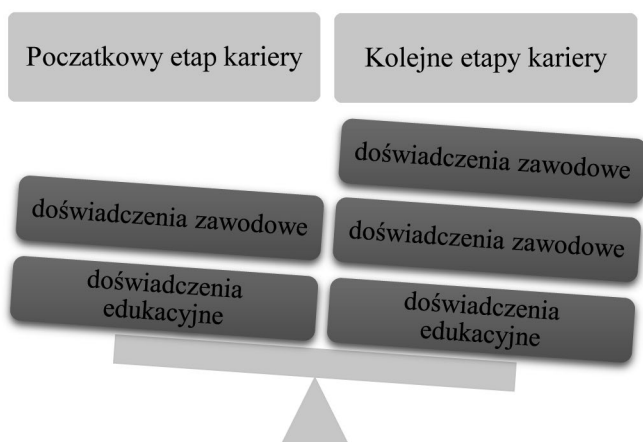 Poczatkowy etap kariery
Kolejne etapy kariery
doświadczenia zawodowe
doświadczenia zawodowe
doświadczenia zawodowe
doświadczenia
edukacyjne
doświadczenia
edukacyjne